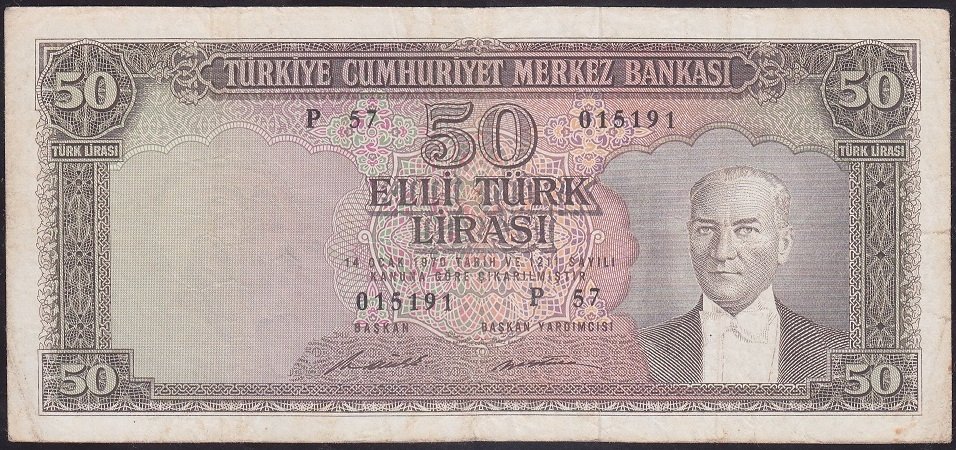 TÜRKİYE CUMHURİYET MERKEZ BANKASI
50 50
P 57 50 015191
TÜRK LİRASI TÜRK LİRASI
ELLİ TÜRK
LİRASI
14 OCAK 1970 TARİH VE 1211 SAYILI
KANUNA GÖRE ÇIKARILMIŞTIR
015191 P 57
BAŞKAN BAŞKAN YARDIMCISI
50 50